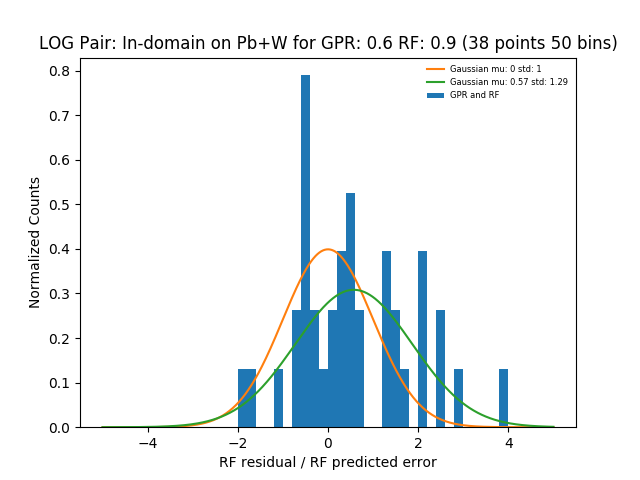 LOG Pair: In-domain on Pb+W for GPR: 0.6 RF: 0.9 (38 points 50 bins)
Gaussian mu: 0 std: 1
Gaussian mu: 0.57 std: 1.29
GPR and RF
Normalized Counts
0.8
0.7
0.6
0.5
0.4
0.3
0.2
0.1
0.0
−4 −2 0 2 4
RF residual / RF predicted error